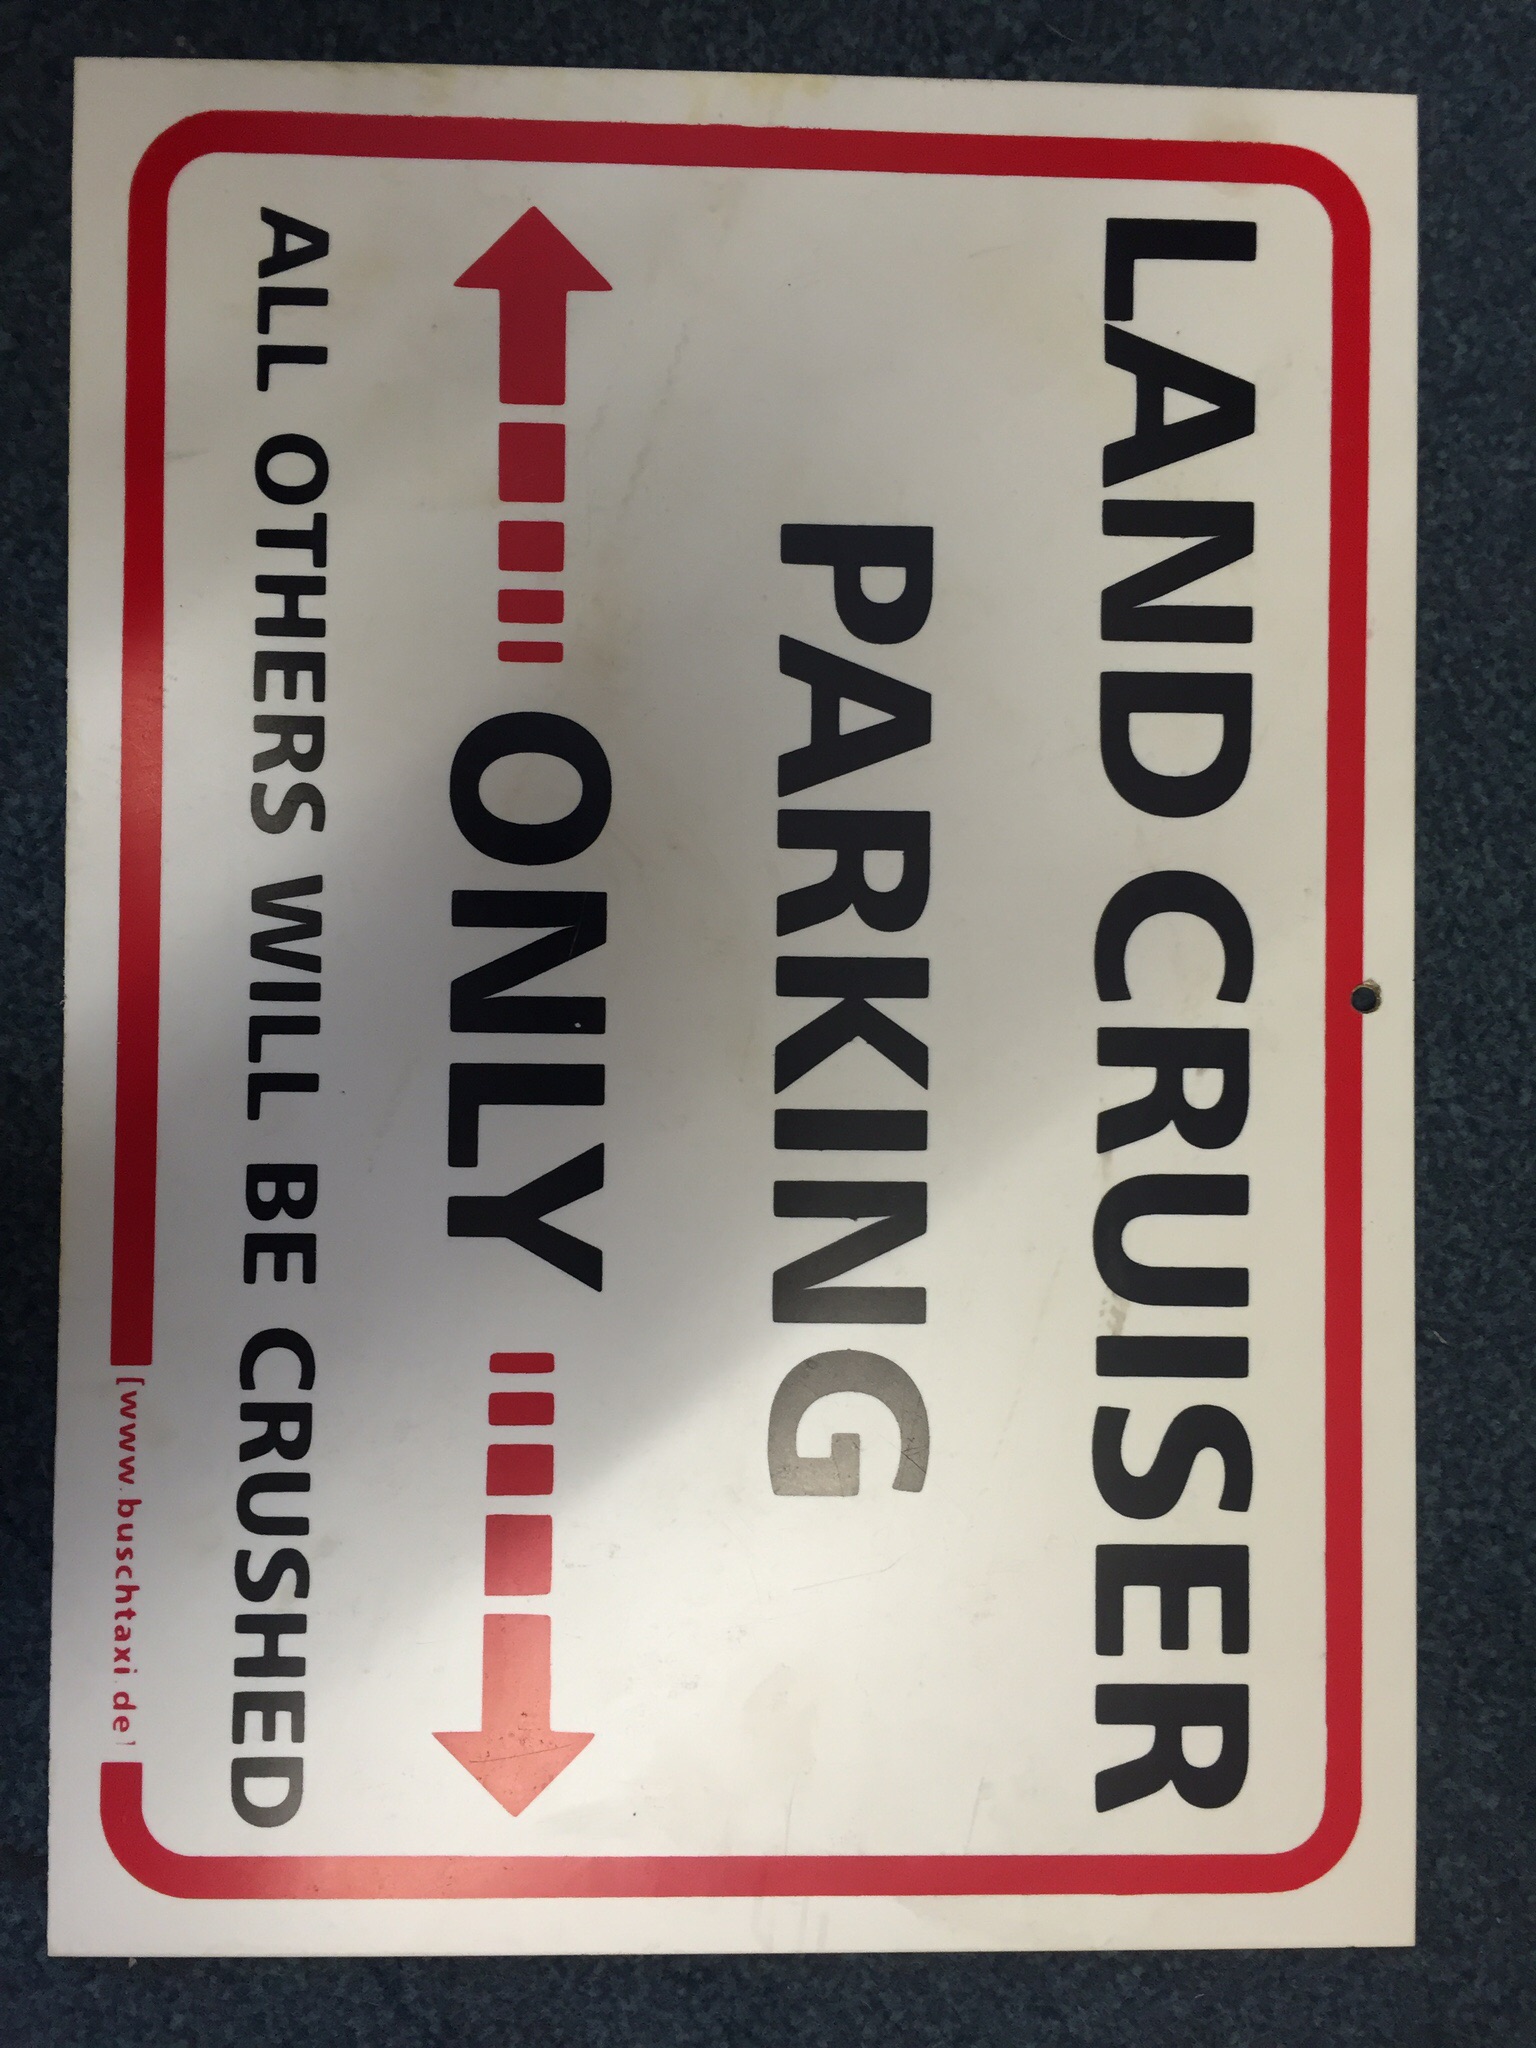 LAND CRUISER
PARKING
ONLY
ALL OTHERS WILL BE CRUSHED
[www.buschtaxi.de]